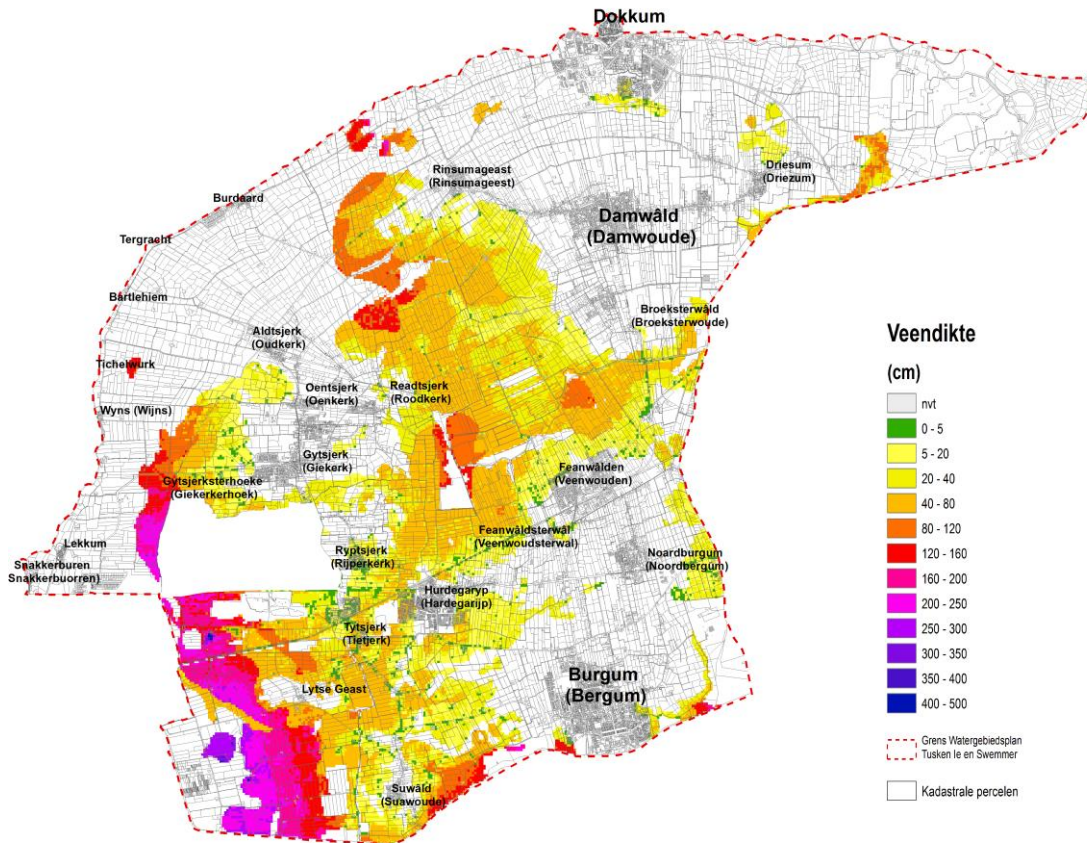 Dokkum
Rinsumageast
(Rinsumageest)
Driesum
(Driezum)
Burdaard
Damwâld
(Damwoude)
Tergracht
Bartlehiem
Broeksterwâld
(Broeksterwoude)
Aldtsjerk
(Oudkerk)
Tichelwurk
Oentsjerk
(Oenkerk)
Readtsjerk
(Roodkerk)
Wyns (Wijns)
Gytsjerk
(Giekerk)
Gytsjerksterhoeke
(Giekerkerhoek)
Feanwâlden
(Veenwouden)
Feanwâldsterwâl
(Veenwoudsterwal)
Lekkum
Snakkerburen
Snakkerbuorren)
Ryptsjerk
(Rijperkerk)
Noardburgum
(Noordbergum)
Hurdegaryp
(Hardegarijp)
Tytsjerk
(Tietjerk)
Lytse Geast
Burgum
(Bergum)
Suwâld
(Suawoude)
Veendikte
(cm)
nvt
0 - 5
5 - 20
20 - 40
40 - 80
80 - 120
120 - 160
160 - 200
200 - 250
250 - 300
300 - 350
350 - 400
400 - 500
Grens Watergebiedsplan
Tusken Ie en Swemmer
Kadastrale percelen